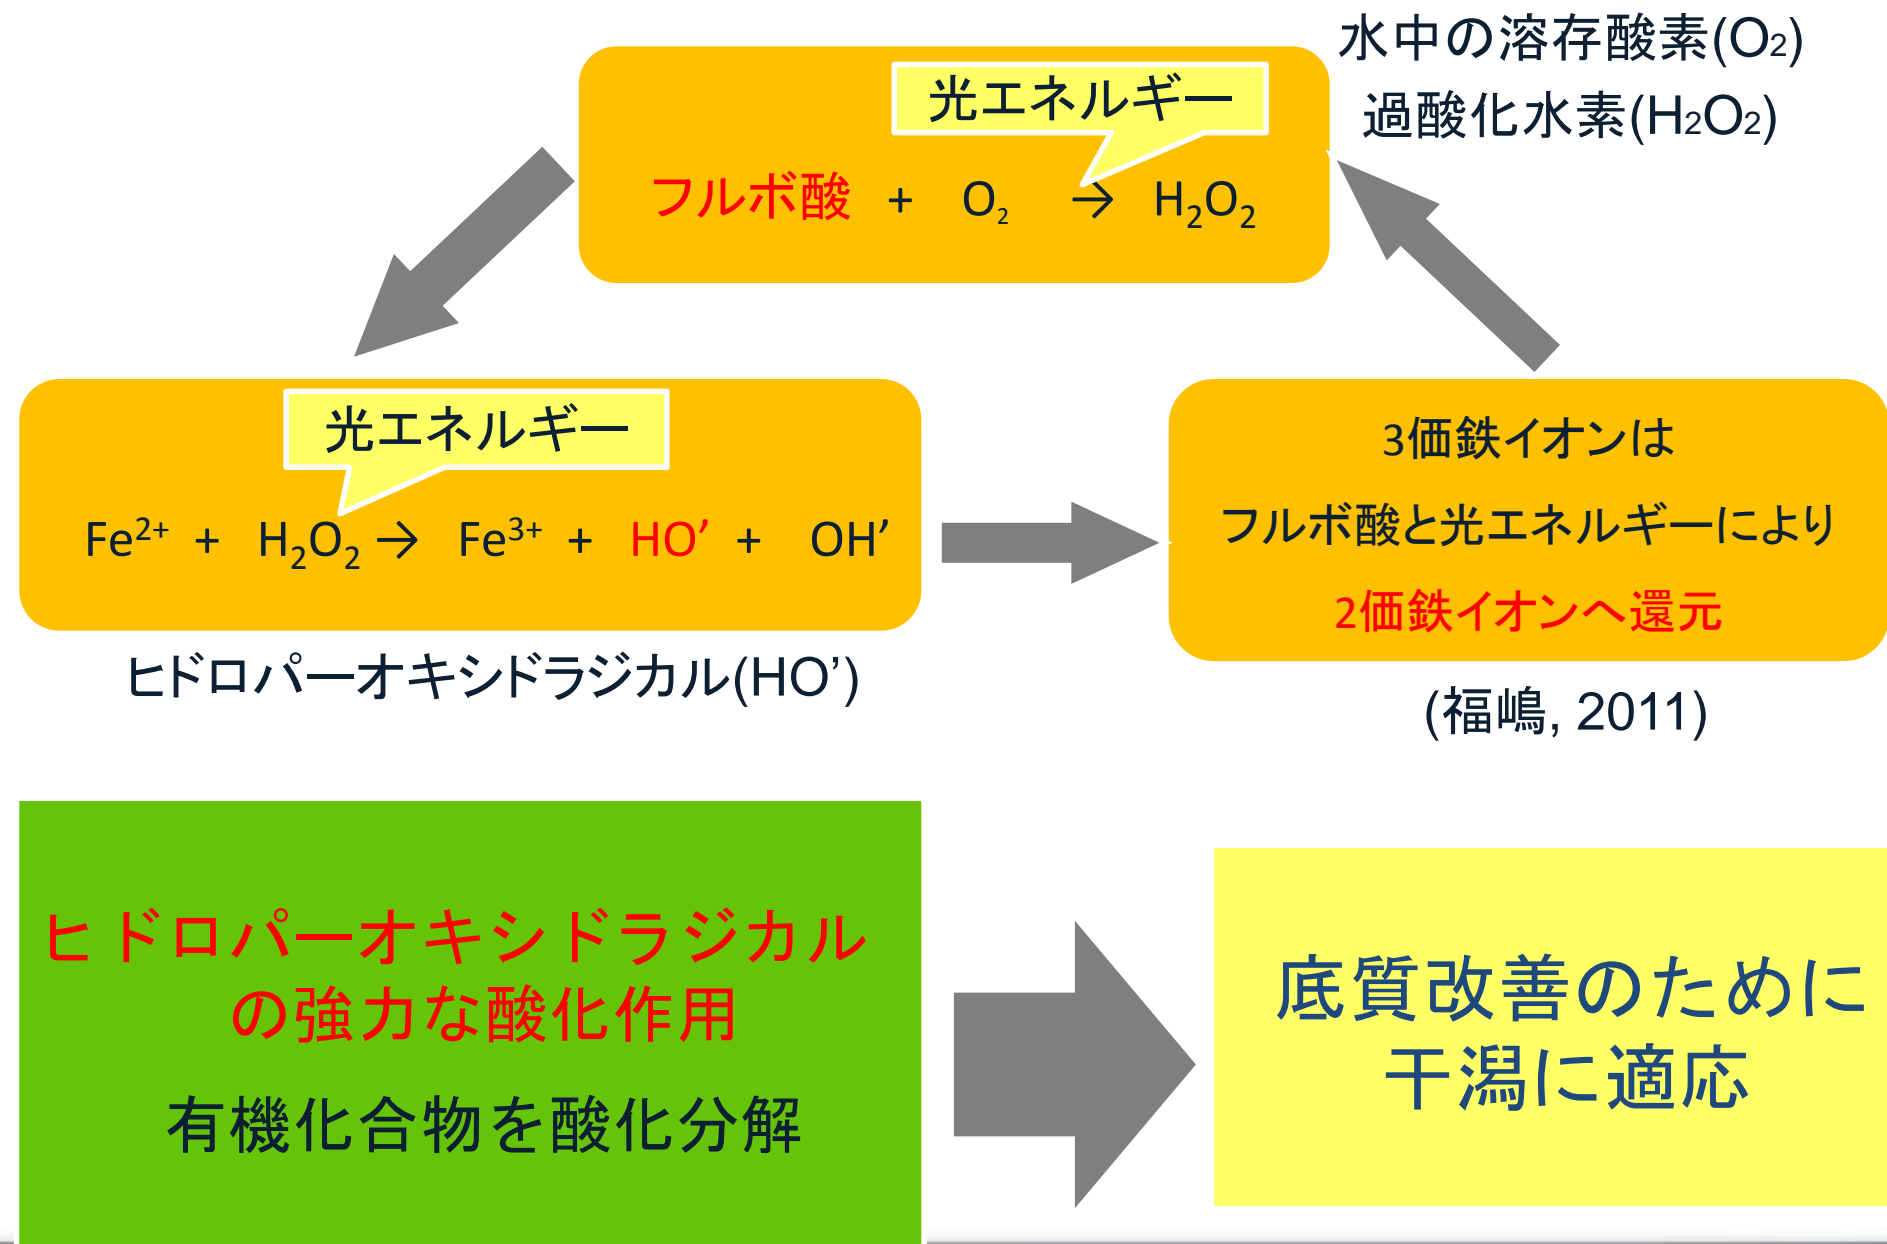 水中の溶存酸素(O₂)
過酸化水素(H₂O₂)
光エネルギー
フルボ酸 + O₂ → H₂O₂
光エネルギー
Fe²⁺ + H₂O₂ → Fe³⁺ + HO’ + OH’
ヒドロパーオキシドラジカル(HO’)
3価鉄イオンは
フルボ酸と光エネルギーにより
2価鉄イオンへ還元
(福嶋, 2011)
ヒドロパーオキシドラジカル
の強力な酸化作用
有機化合物を酸化分解
底質改善のために
干潟に適応